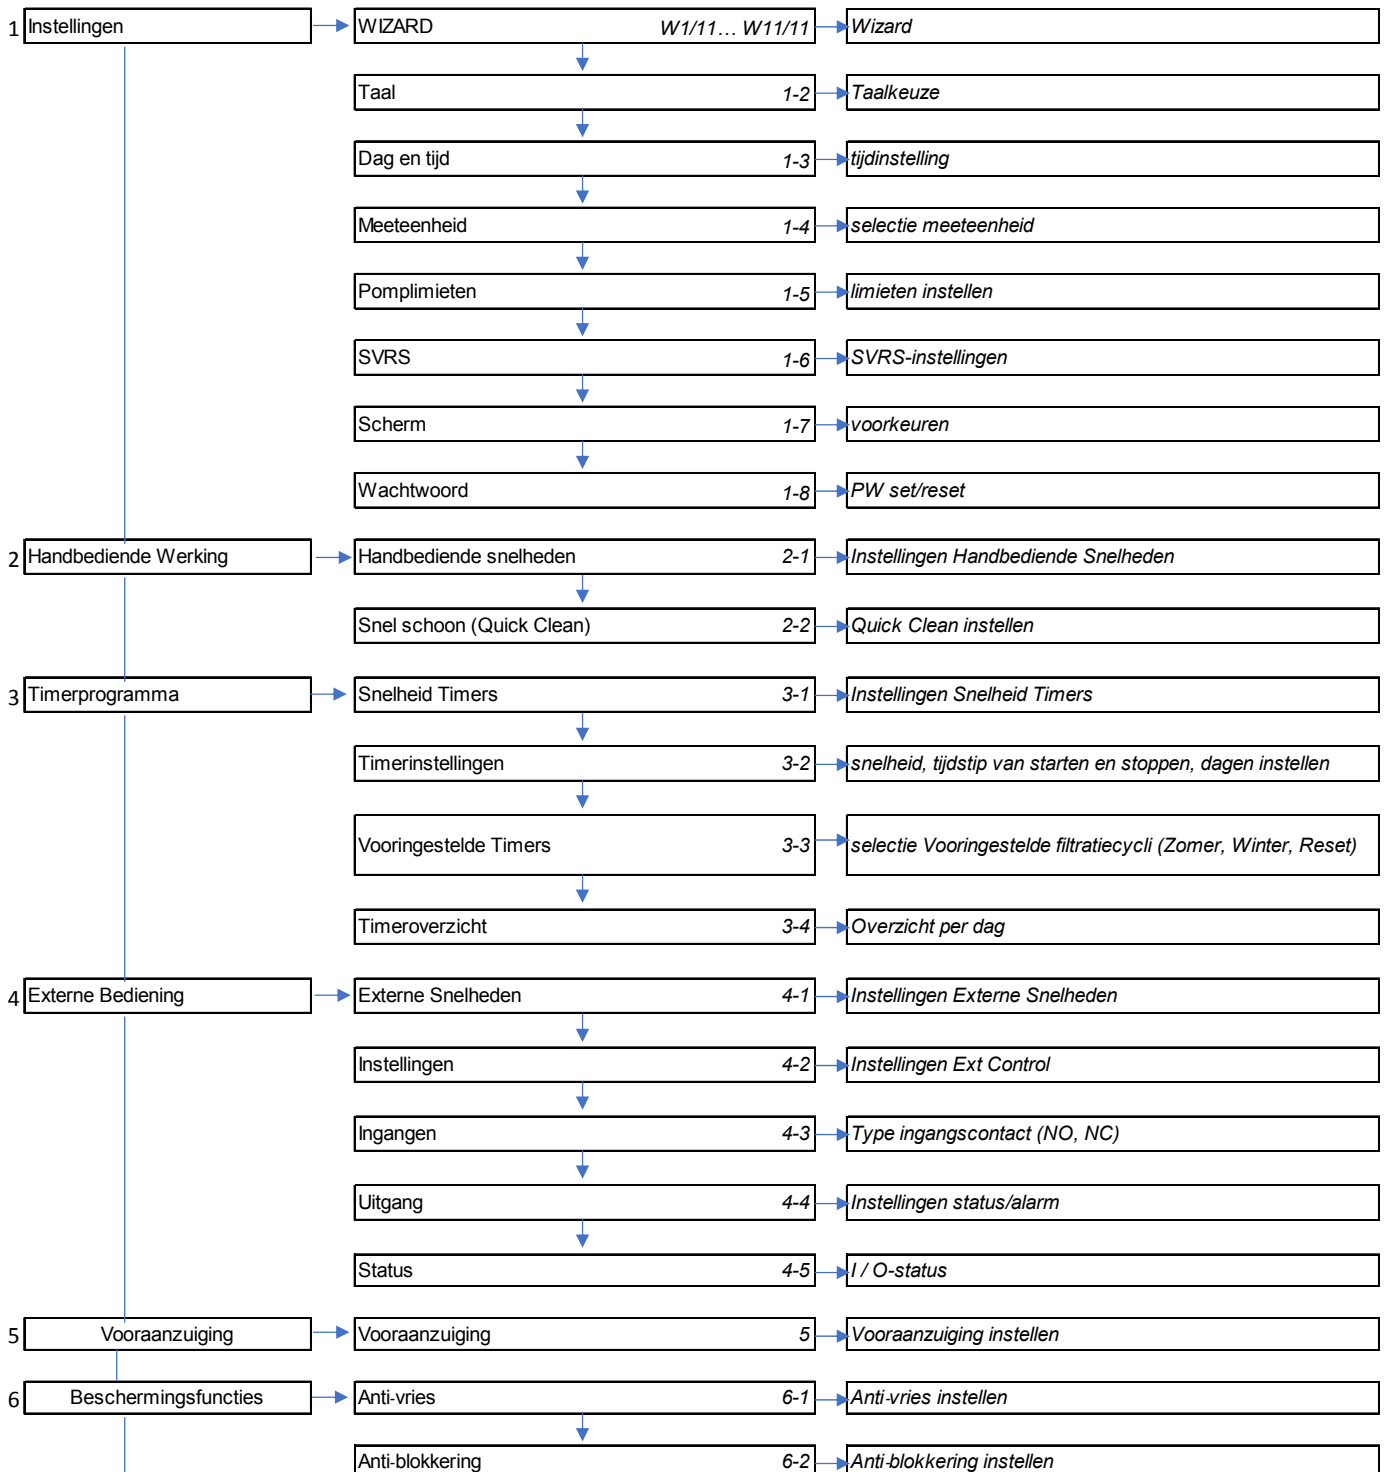 1 Instellingen WIZARD W1/11… W11/11 Wizard
Taal 1-2 Taalkeuze
Dag en tijd 1-3 tijdinstelling
Meeteenheid 1-4 selectie meeteenheid
Pomplimieten 1-5 limieten instellen
SVRS 1-6 SVRS-instellingen
Scherm 1-7 voorkeuren
Wachtwoord 1-8 PW set/reset
2 Handbediende Werking Handbediende snelheden 2-1 Instellingen Handbediende Snelheden
Snel schoon (Quick Clean) 2-2 Quick Clean instellen
3 Timerprogramma Snelheid Timers 3-1 Instellingen Snelheid Timers
Timerinstellingen 3-2 snelheid, tijdstip van starten en stoppen, dagen instellen
Vooringestelde Timers 3-3 selectie Vooringestelde filtratiecycli (Zomer, Winter, Reset)
Timeroverzicht 3-4 Overzicht per dag
4 Externe Bediening Externe Snelheden 4-1 Instellingen Externe Snelheden
Instellingen 4-2 Instellingen Ext Control
Ingangen 4-3 Type ingangscontact (NO, NC)
Uitgang 4-4 Instellingen status/alarm
Status 4-5 I / O-status
5 Vooraanzuiging Vooraanzuiging 5 Vooraanzuiging instellen
6 Beschermingsfuncties Anti-vries 6-1 Anti-vries instellen
Anti-blokkering 6-2 Anti-blokkering instellen